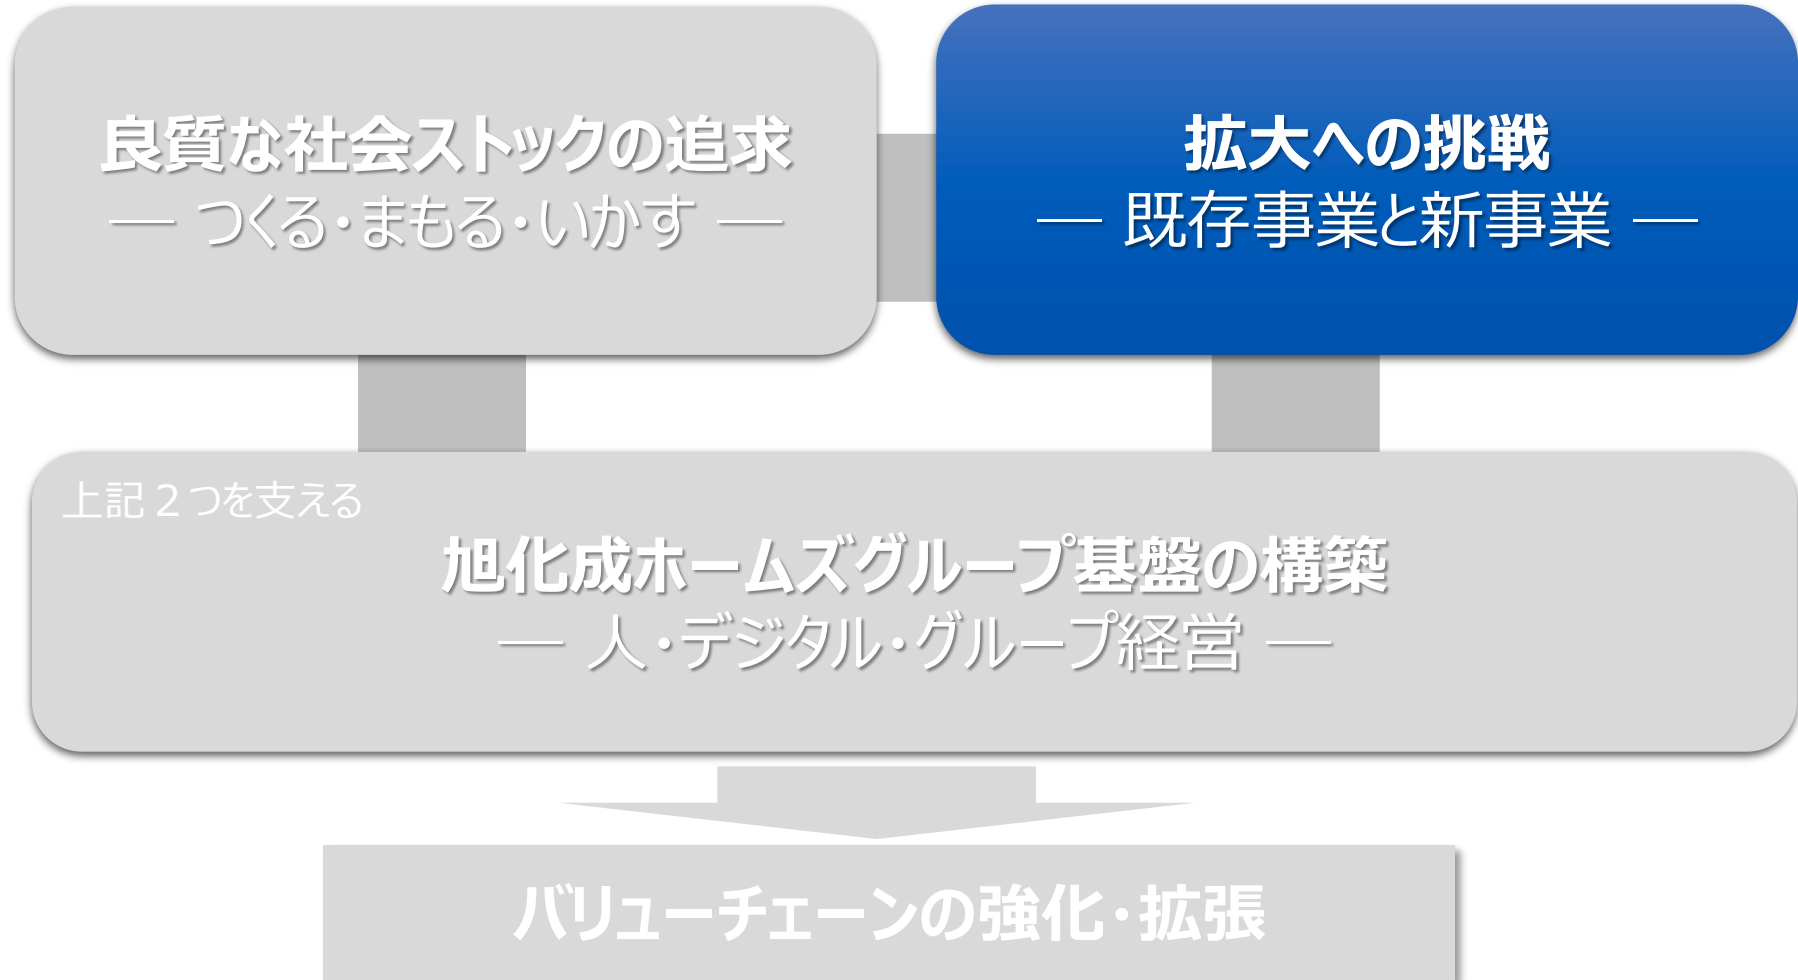 良質な社会ストックの追求
― つくる・まもる・いかす ―
拡大への挑戦
― 既存事業と新事業 ―
上記２つを支える
旭化成ホームズグループ基盤の構築
― 人・デジタル・グループ経営 ―
バリューチェーンの強化・拡張